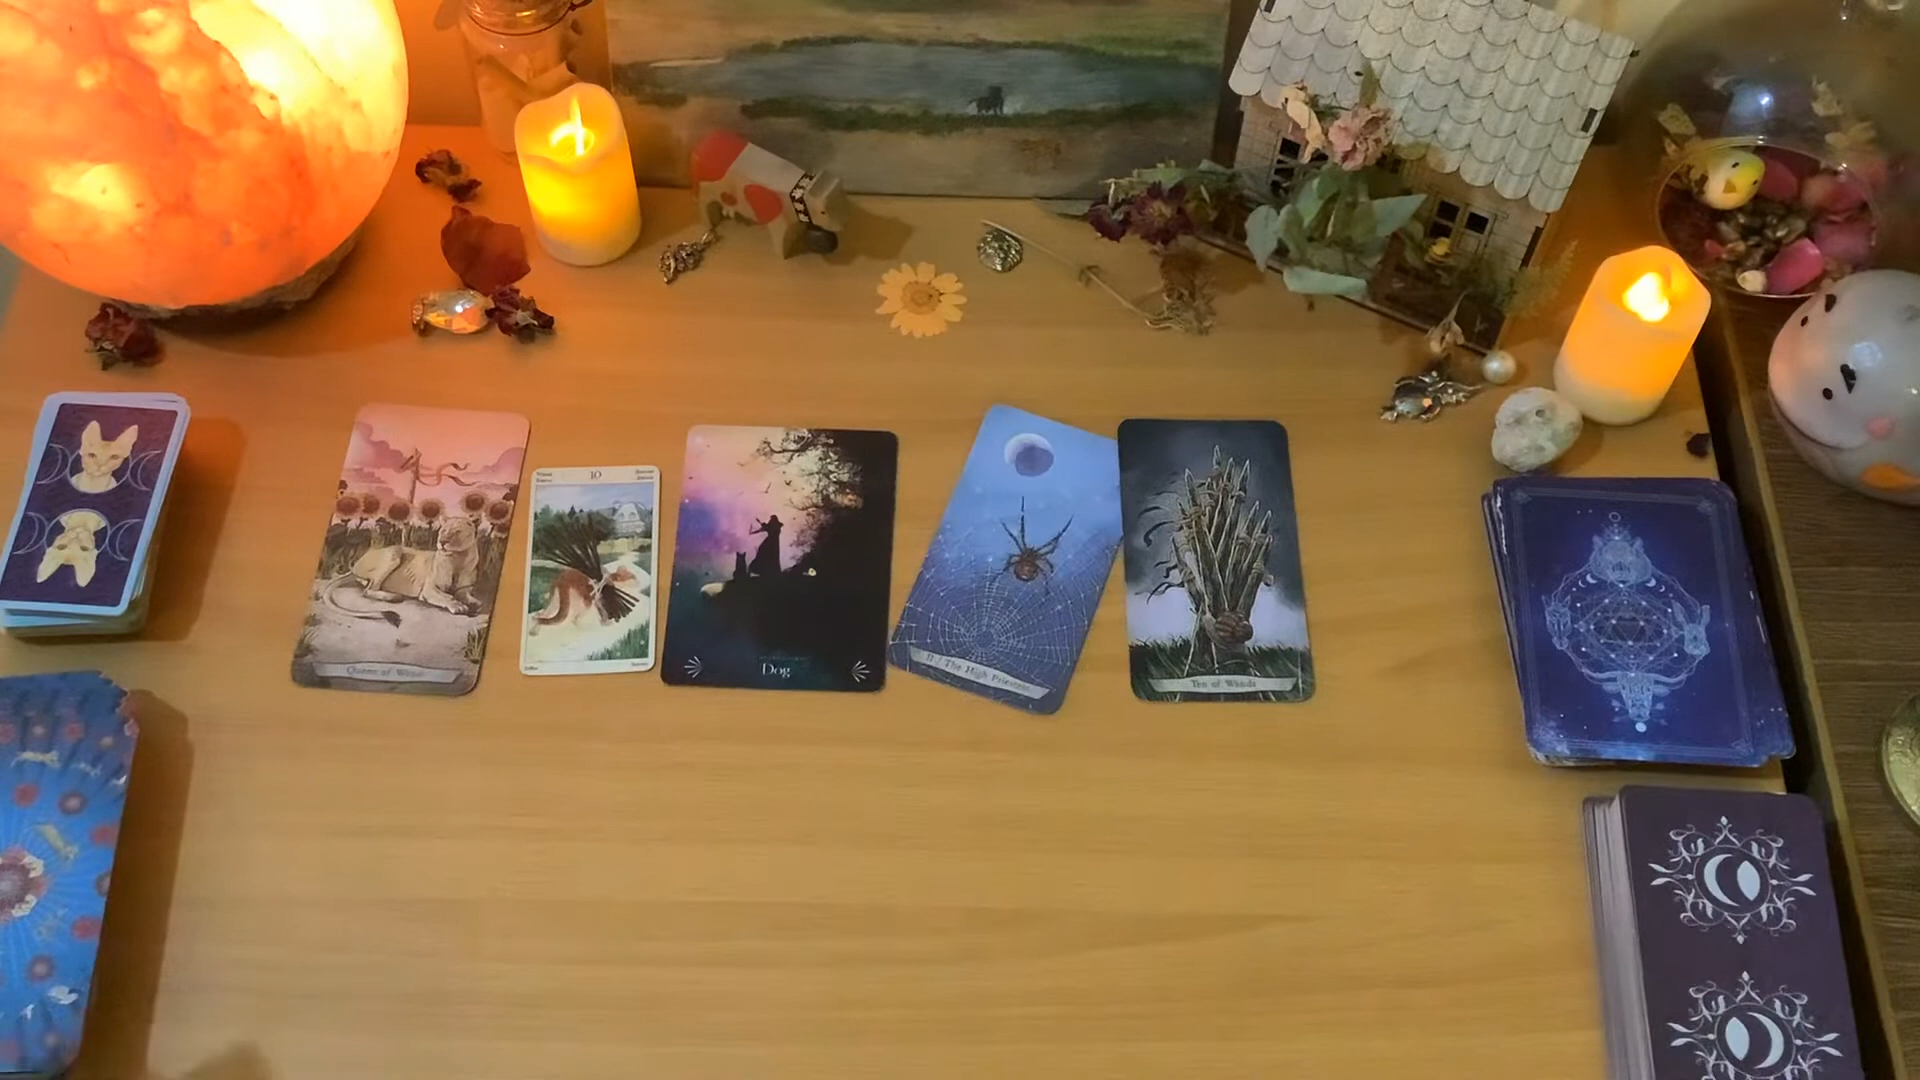 Queen of Wands
10
Dog
II / The High Priestess
Ten of Wands